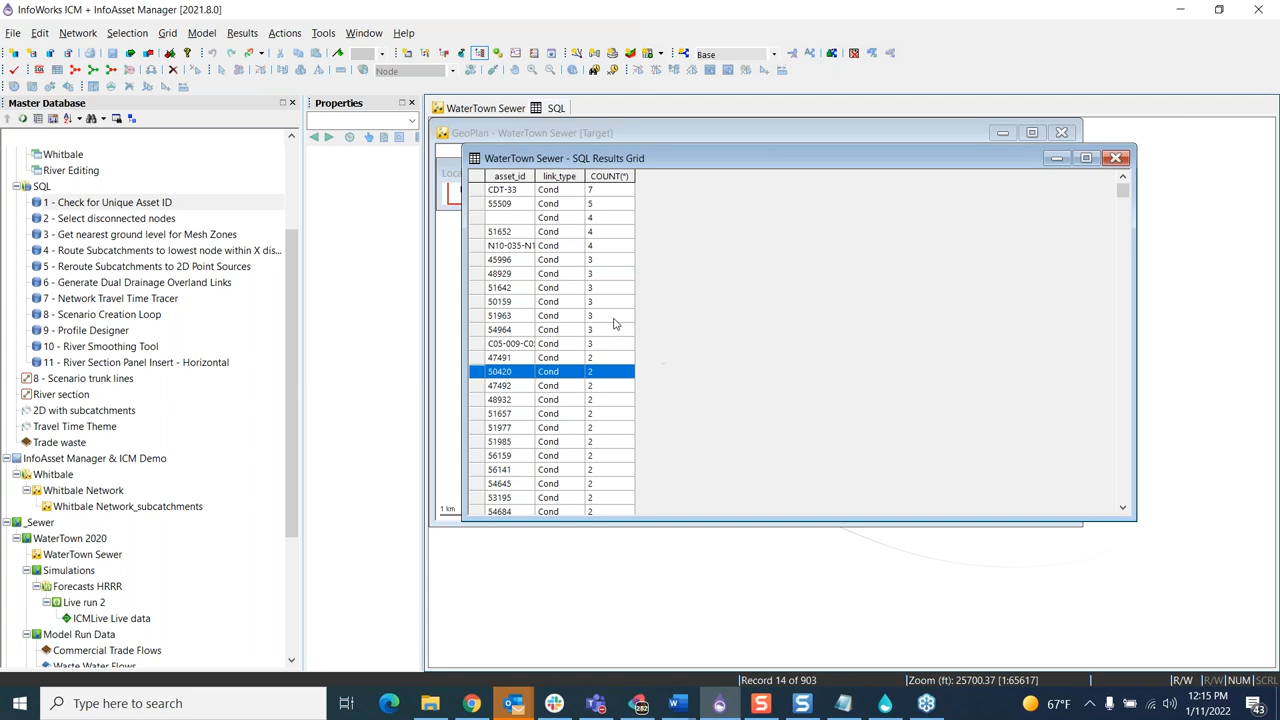 InfoWorks ICM + InfoAsset Manager [2021.8.0]
File Edit Network Selection Grid Model Results Actions Tools Window Help
Base
Node
Master Database
Properties
WaterTown Sewer SQL
GeoPlan - WaterTown Sewer [Target]
WaterTown Sewer - SQL Results Grid
Whitbale
River Editing
SQL
1 - Check for Unique Asset ID
2 - Select disconnected nodes
3 - Get nearest ground level for Mesh Zones
4 - Route Subcatchments to lowest node within X dis...
5 - Reroute Subcatchments to 2D Point Sources
6 - Generate Dual Drainage Overland Links
7 - Network Travel Time Tracer
8 - Scenario Creation Loop
9 - Profile Designer
10 - River Smoothing Tool
11 - River Section Panel Insert - Horizontal
8 - Scenario trunk lines
River section
2D with subcatchments
Travel Time Theme
Trade waste
InfoAsset Manager & ICM Demo
Whitbale
Whitbale Network
Whitbale Network_subcatchments
_Sewer
WaterTown 2020
WaterTown Sewer
Simulations
Forecasts HRRR
Live run 2
ICMLive Live data
Model Run Data
Commercial Trade Flows
Waste Water Flows
Loca
asset_id link_type COUNT(*)
CDT-33 Cond 7
55509 Cond 5
Cond 4
51652 Cond 4
N10-035-N1 Cond 4
45996 Cond 3
48929 Cond 3
51642 Cond 3
50159 Cond 3
51963 Cond 3
54964 Cond 3
C05-009-C0 Cond 3
47491 Cond 2
50420 Cond 2
47492 Cond 2
48932 Cond 2
51657 Cond 2
51977 Cond 2
51985 Cond 2
56159 Cond 2
56141 Cond 2
54645 Cond 2
53195 Cond 2
54684 Cond 2
1 km
Record 14 of 903 Zoom (ft): 25700.37 [1:65617] R/W R/W NUM SCRL
Type here to search
282
67°F
12:15 PM
1/11/2022
43